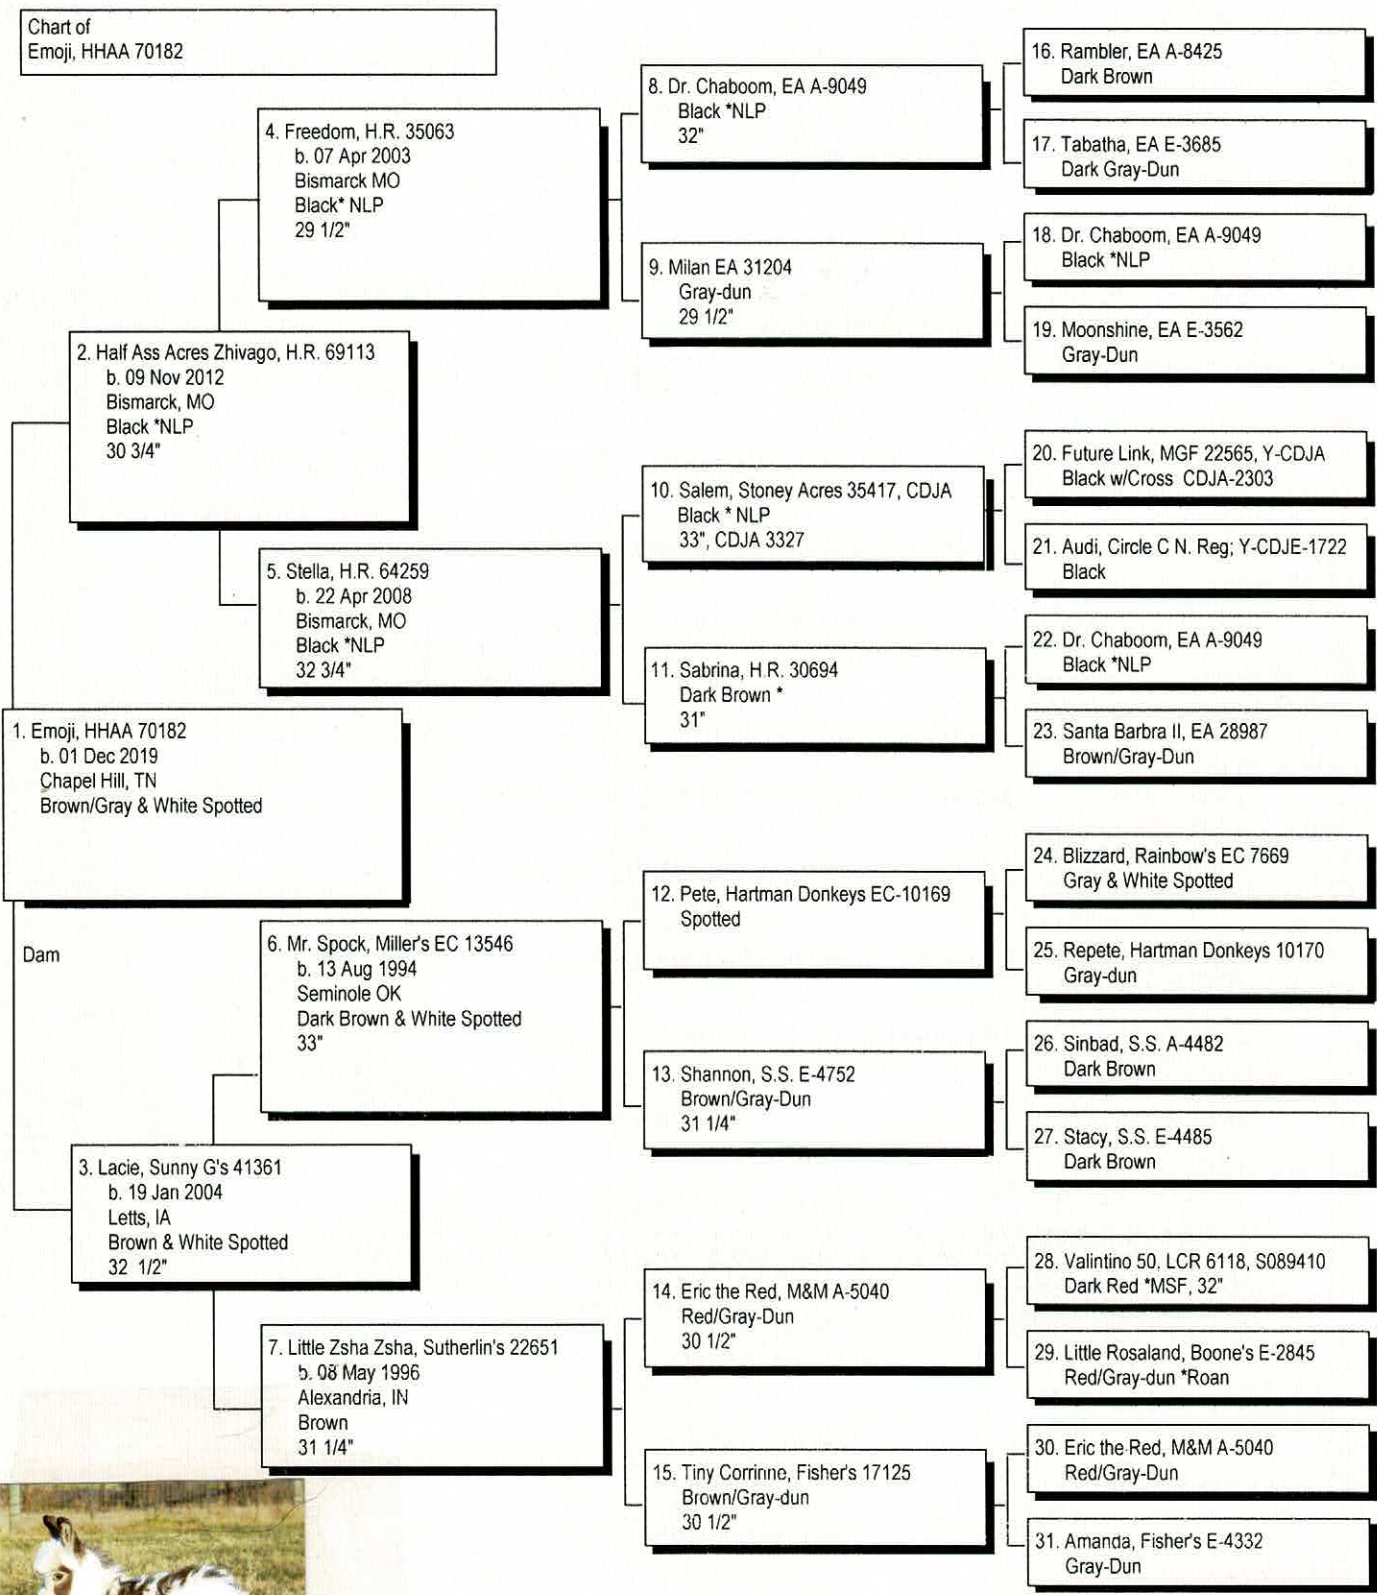 Chart of
Emoji, HHAA 70182
1. Emoji, HHAA 70182
b. 01 Dec 2019
Chapel Hill, TN
Brown/Gray & White Spotted
Dam
2. Half Ass Acres Zhivago, H.R. 69113
b. 09 Nov 2012
Bismarck, MO
Black *NLP
30 3/4"
3. Lacie, Sunny G's 41361
b. 19 Jan 2004
Letts, IA
Brown & White Spotted
32 1/2"
4. Freedom, H.R. 35063
b. 07 Apr 2003
Bismarck MO
Black* NLP
29 1/2"
5. Stella, H.R. 64259
b. 22 Apr 2008
Bismarck, MO
Black *NLP
32 3/4"
6. Mr. Spock, Miller's EC 13546
b. 13 Aug 1994
Seminole OK
Dark Brown & White Spotted
33"
7. Little Zsha Zsha, Sutherlin's 22651
b. 08 May 1996
Alexandria, IN
Brown
31 1/4"
8. Dr. Chaboom, EA A-9049
Black *NLP
32"
9. Milan EA 31204
Gray-dun
29 1/2"
10. Salem, Stoney Acres 35417, CDJA
Black * NLP
33", CDJA 3327
11. Sabrina, H.R. 30694
Dark Brown *
31"
12. Pete, Hartman Donkeys EC-10169
Spotted
13. Shannon, S.S. E-4752
Brown/Gray-Dun
31 1/4"
14. Eric the Red, M&M A-5040
Red/Gray-Dun
30 1/2"
15. Tiny Corrinne, Fisher's 17125
Brown/Gray-dun
30 1/2"
16. Rambler, EA A-8425
Dark Brown
17. Tabatha, EA E-3685
Dark Gray-Dun
18. Dr. Chaboom, EA A-9049
Black *NLP
19. Moonshine, EA E-3562
Gray-Dun
20. Future Link, MGF 22565, Y-CDJA
Black w/Cross CDJA-2303
21. Audi, Circle C N. Reg; Y-CDJE-1722
Black
22. Dr. Chaboom, EA A-9049
Black *NLP
23. Santa Barbra II, EA 28987
Brown/Gray-Dun
24. Blizzard, Rainbow's EC 7669
Gray & White Spotted
25. Repete, Hartman Donkeys 10170
Gray-dun
26. Sinbad, S.S. A-4482
Dark Brown
27. Stacy, S.S. E-4485
Dark Brown
28. Valintino 50, LCR 6118, S089410
Dark Red *MSF, 32"
29. Little Rosaland, Boone's E-2845
Red/Gray-dun *Roan
30. Eric the Red, M&M A-5040
Red/Gray-Dun
31. Amanda, Fisher's E-4332
Gray-Dun